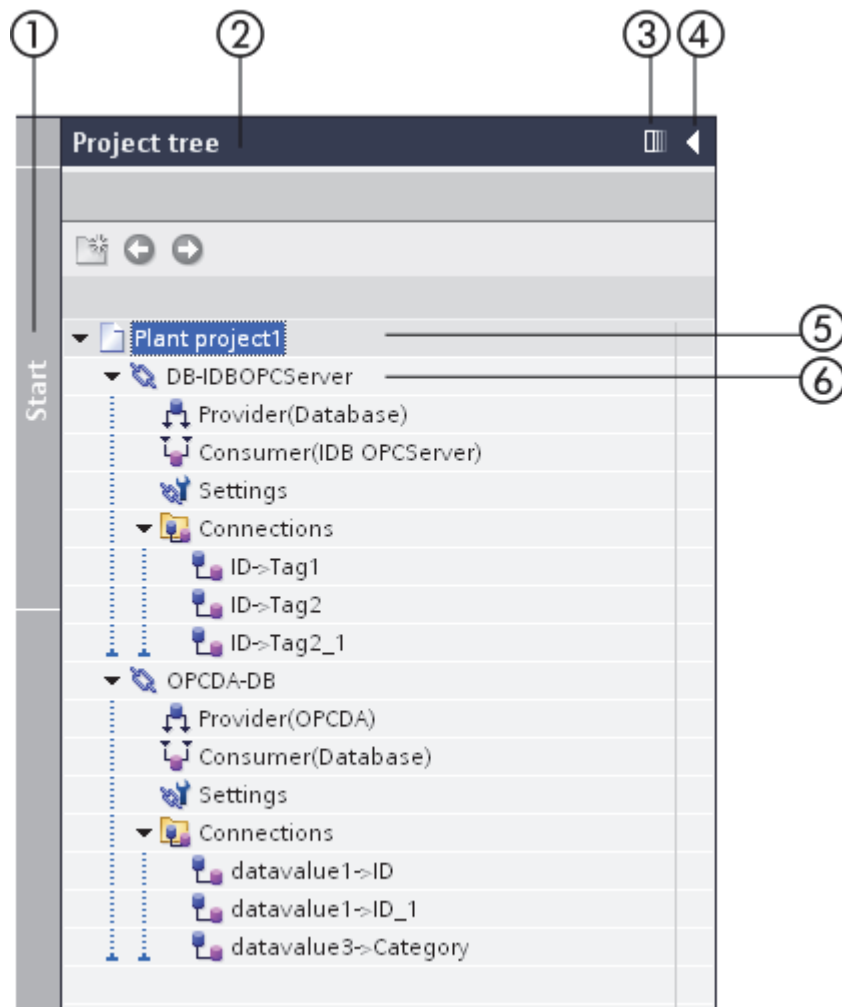 ① ② ③ ④
Project tree
Start
Plant project1 ⑤
DB-IDBOPCServer ⑥
Provider(Database)
Consumer(IDB OPCServer)
Settings
Connections
ID->Tag1
ID->Tag2
ID->Tag2_1
OPCDA-DB
Provider(OPCDA)
Consumer(Database)
Settings
Connections
datavalue1->ID
datavalue1->ID_1
datavalue3->Category